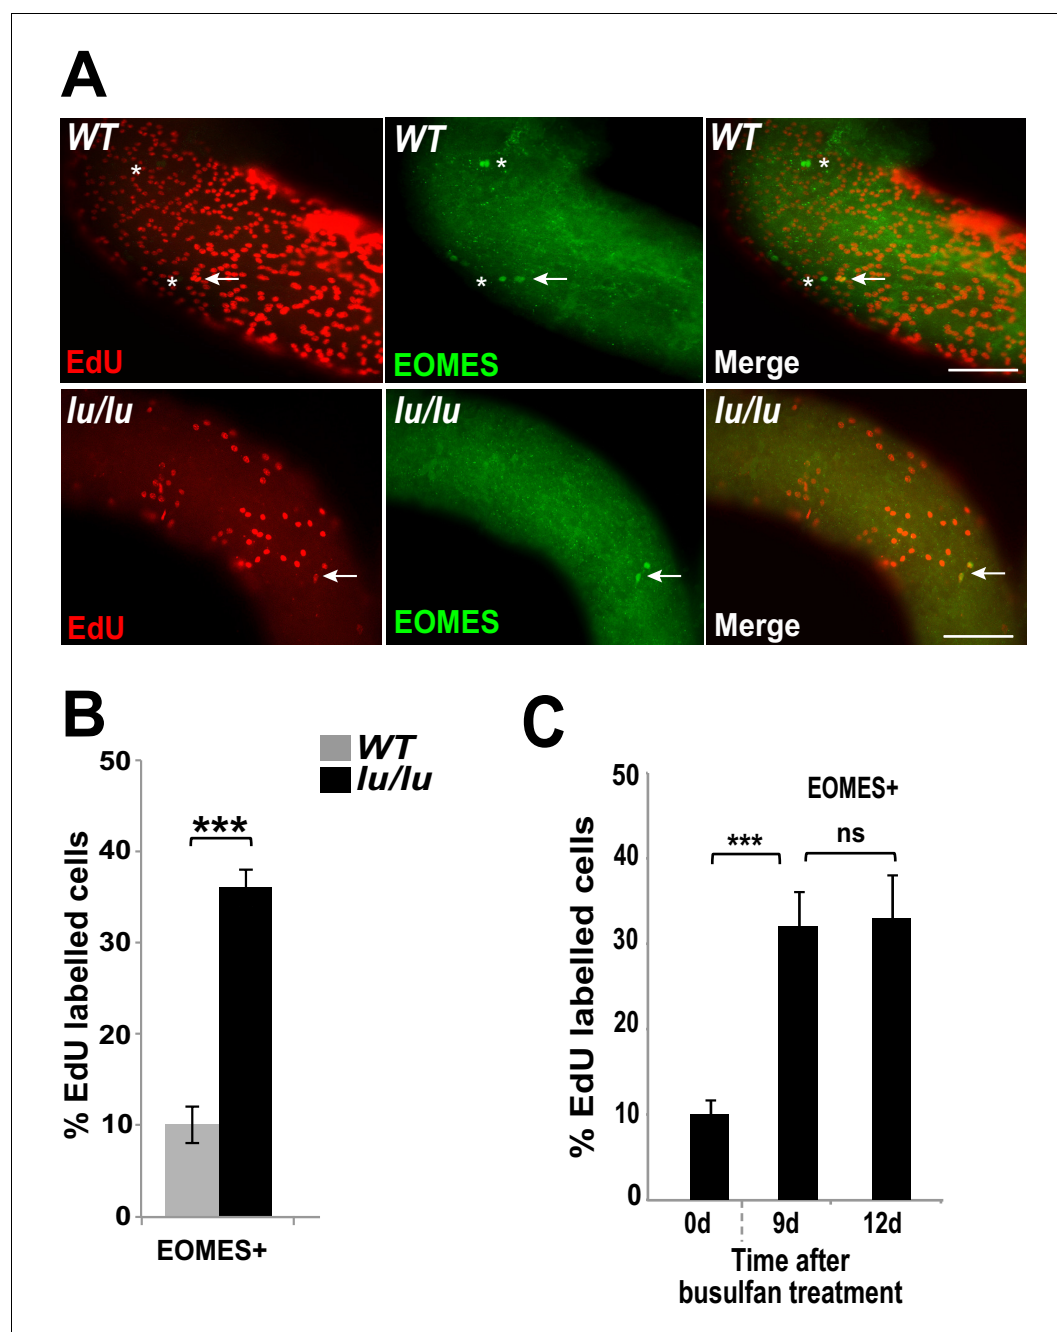 A
WT
WT
WT
*
*
*
*
*
*
EdU
EOMES
Merge
lu/lu
lu/lu
lu/lu
EdU
EOMES
Merge
B
WT
lu/lu
% EdU labelled cells
50
40
30
20
10
0
***
EOMES+
C
% EdU labelled cells
50
40
30
20
10
0
EOMES+
***
ns
0d
9d
12d
Time after
busulfan treatment